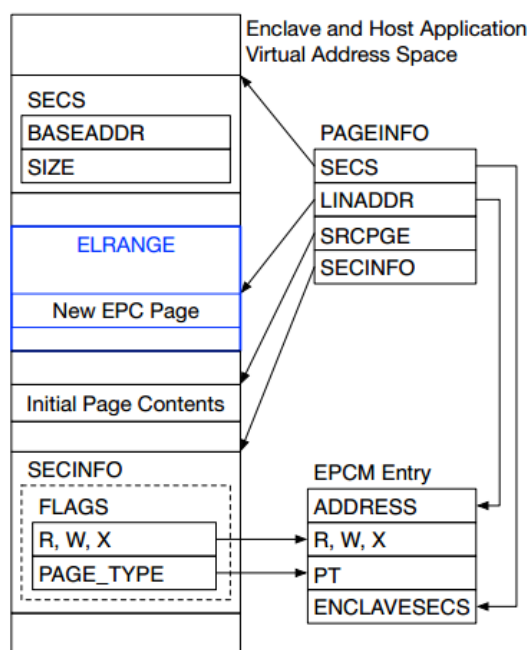 Enclave and Host Application
Virtual Address Space
SECS
BASEADDR
SIZE
ELRANGE
New EPC Page
Initial Page Contents
SECINFO
FLAGS
R, W, X
PAGE_TYPE
PAGEINFO
SECS
LINADDR
SRCPGE
SECINFO
EPCM Entry
ADDRESS
R, W, X
PT
ENCLAVESECS